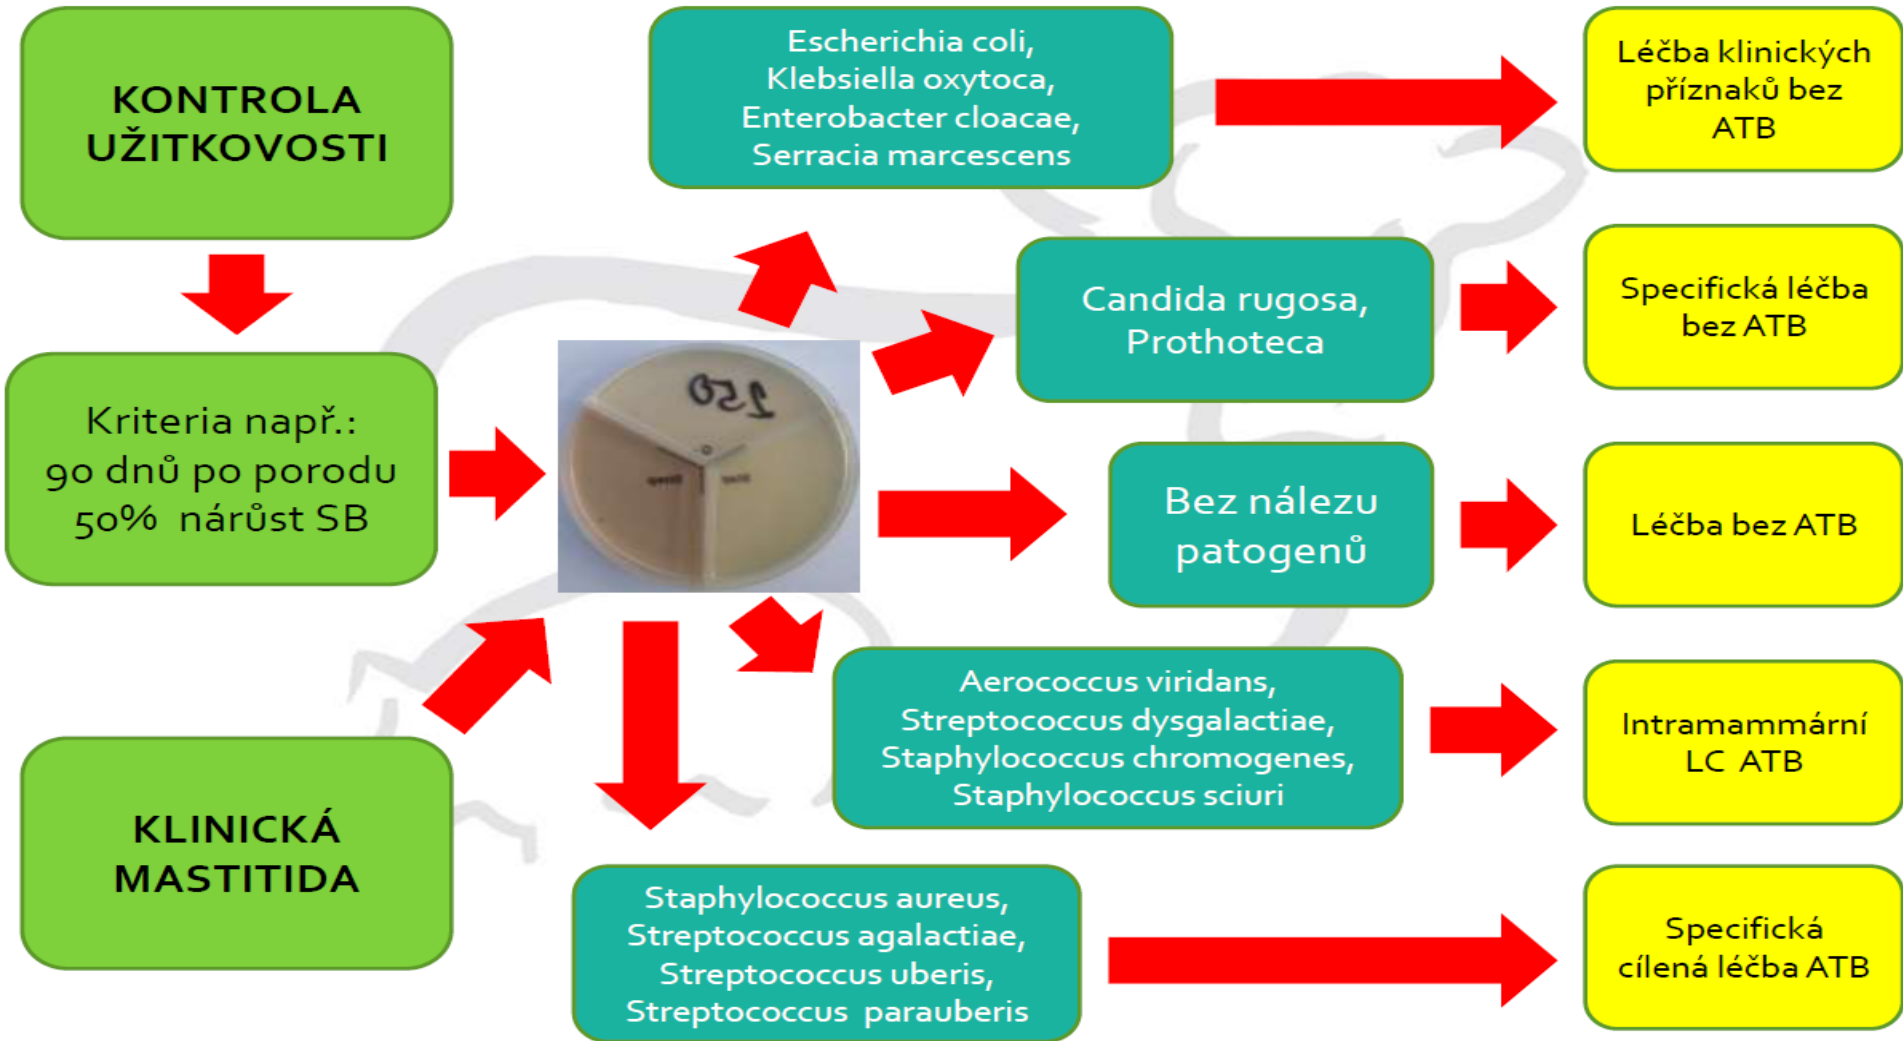 KONTROLA
UŽITKOVOSTI
Kriteria např.:
90 dnů po porodu
50% nárůst SB
KLINICKÁ
MASTITIDA
150
Escherichia coli,
Klebsiella oxytoca,
Enterobacter cloacae,
Serracia marcescens
Léčba klinických
příznaků bez
ATB
Candida rugosa,
Prothoteca
Specifická léčba
bez ATB
Bez nálezu
patogenů
Léčba bez ATB
Aerococcus viridans,
Streptococcus dysgalactiae,
Staphylococcus chromogenes,
Staphylococcus sciuri
Intramammární
LC ATB
Staphylococcus aureus,
Streptococcus agalactiae,
Streptococcus uberis,
Streptococcus parauberis
Specifická
cílená léčba ATB